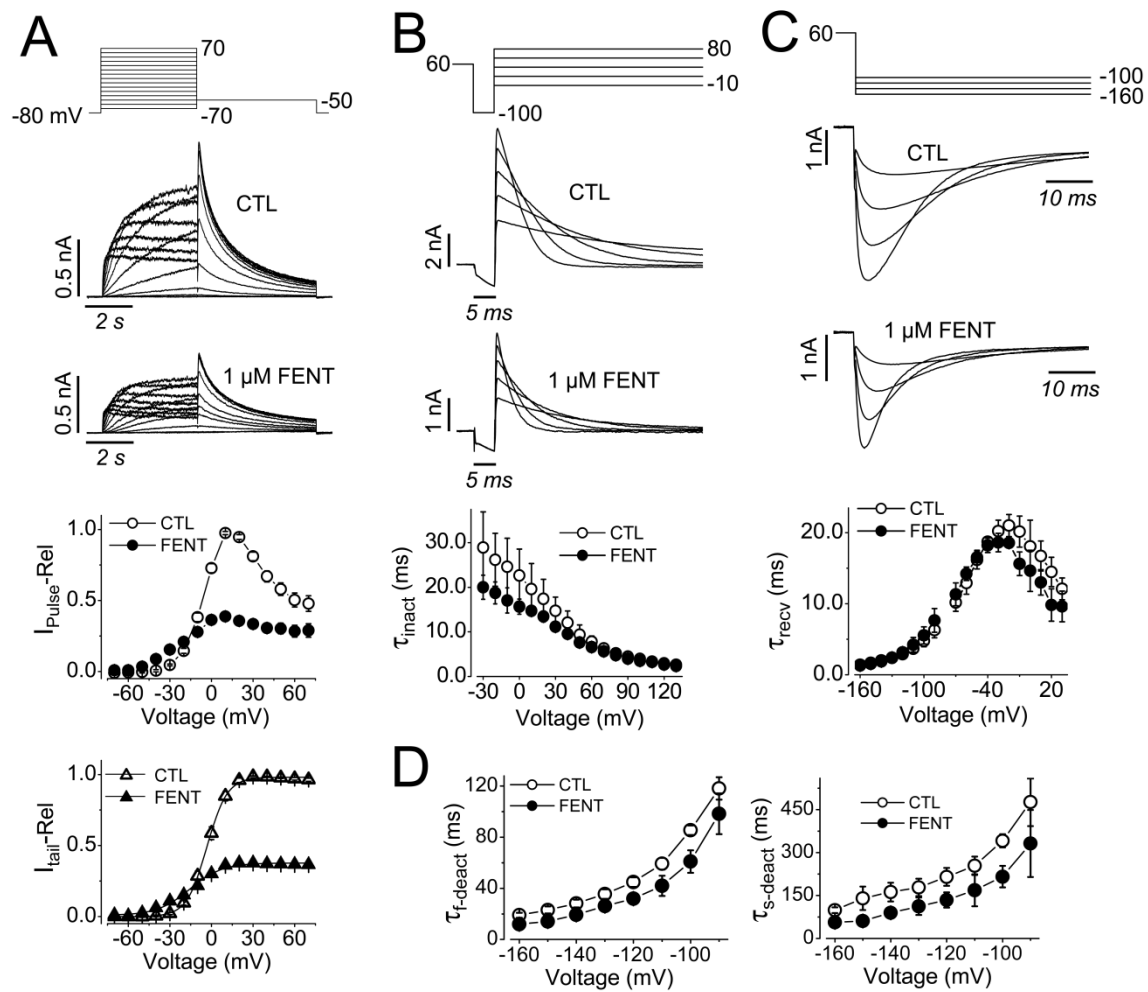 A
70
-80 mV
-70
-50
CTL
0.5 nA
2 s
1 µM FENT
0.5 nA
2 s
CTL
FENT
I Pulse-Rel
1.0
0.5
0.0
-60 -30 0 30 60
Voltage (mV)
CTL
FENT
I tail-Rel
1.0
0.5
0.0
-60 -30 0 30 60
Voltage (mV)
B
60
80
-10
-100
CTL
2 nA
5 ms
1 µM FENT
1 nA
5 ms
CTL
FENT
τ inact (ms)
30.0
20.0
10.0
0.0
-30 0 30 60 90 120
Voltage (mV)
C
60
-100
-160
1 nA
CTL
10 ms
1 µM FENT
1 nA
10 ms
CTL
FENT
τ recv (ms)
20.0
10.0
0.0
-160 -100 -40 20
Voltage (mV)
D
CTL
FENT
τ f-deact (ms)
120
80
40
0
-160 -140 -120 -100
Voltage (mV)
CTL
FENT
τ s-deact (ms)
450
300
150
0
-160 -140 -120 -100
Voltage (mV)